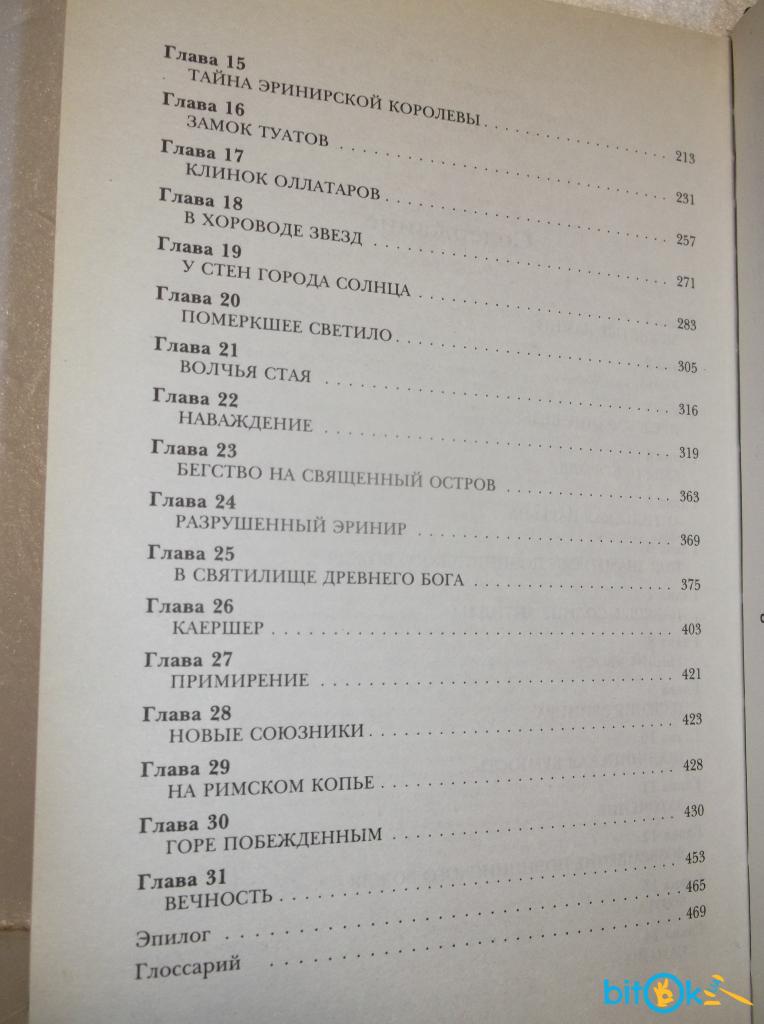 Глава 15
ТАЙНА ЭРИНИРСКОЙ КОРОЛЕВЫ 213
Глава 16
ЗАМОК ТУАТОВ 231
Глава 17
КЛИНОК ОЛЛАТАРОВ 257
Глава 18
В ХОРОВОДЕ ЗВЕЗД 271
Глава 19
У СТЕН ГОРОДА СОЛНЦА 283
Глава 20
ПОМЕРКШЕЕ СВЕТИЛО 305
Глава 21
ВОЛЧЬЯ СТАЯ 316
Глава 22
НАВАЖДЕНИЕ 319
Глава 23
БЕГСТВО НА СВЯЩЕННЫЙ ОСТРОВ 363
Глава 24
РАЗРУШЕННЫЙ ЭРИНИР 369
Глава 25
В СВЯТИЛИЩЕ ДРЕВНЕГО БОГА 375
Глава 26
КАЕРШЕР 403
Глава 27
ПРИМИРЕНИЕ 421
Глава 28
НОВЫЕ СОЮЗНИКИ 423
Глава 29
НА РИМСКОМ КОПЬЕ 428
Глава 30
ГОРЕ ПОБЕЖДЕННЫМ 430
Глава 31
ВЕЧНОСТЬ 453
Эпилог 465
Глоссарий 469
bitOk